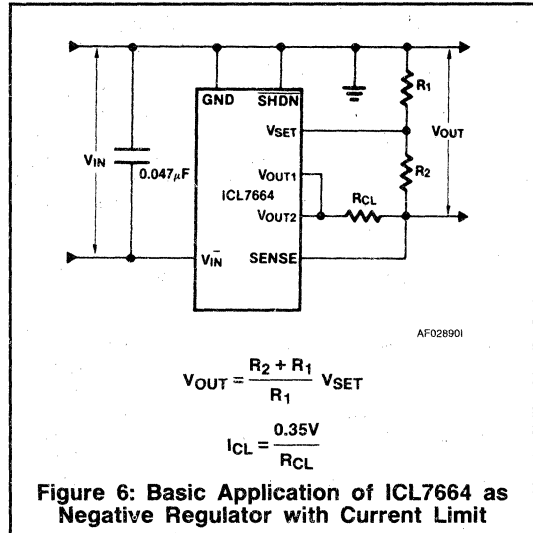 GND
SHDN
R1
VSET
VOUT
VIN
0.047μF
VOUT1
ICL7664
R2
RCL
VOUT2
VIN-
SENSE
AF02890I
VOUT = (R2 + R1) / R1 VSET
ICL = 0.35V / RCL
Figure 6: Basic Application of ICL7664 as
Negative Regulator with Current Limit